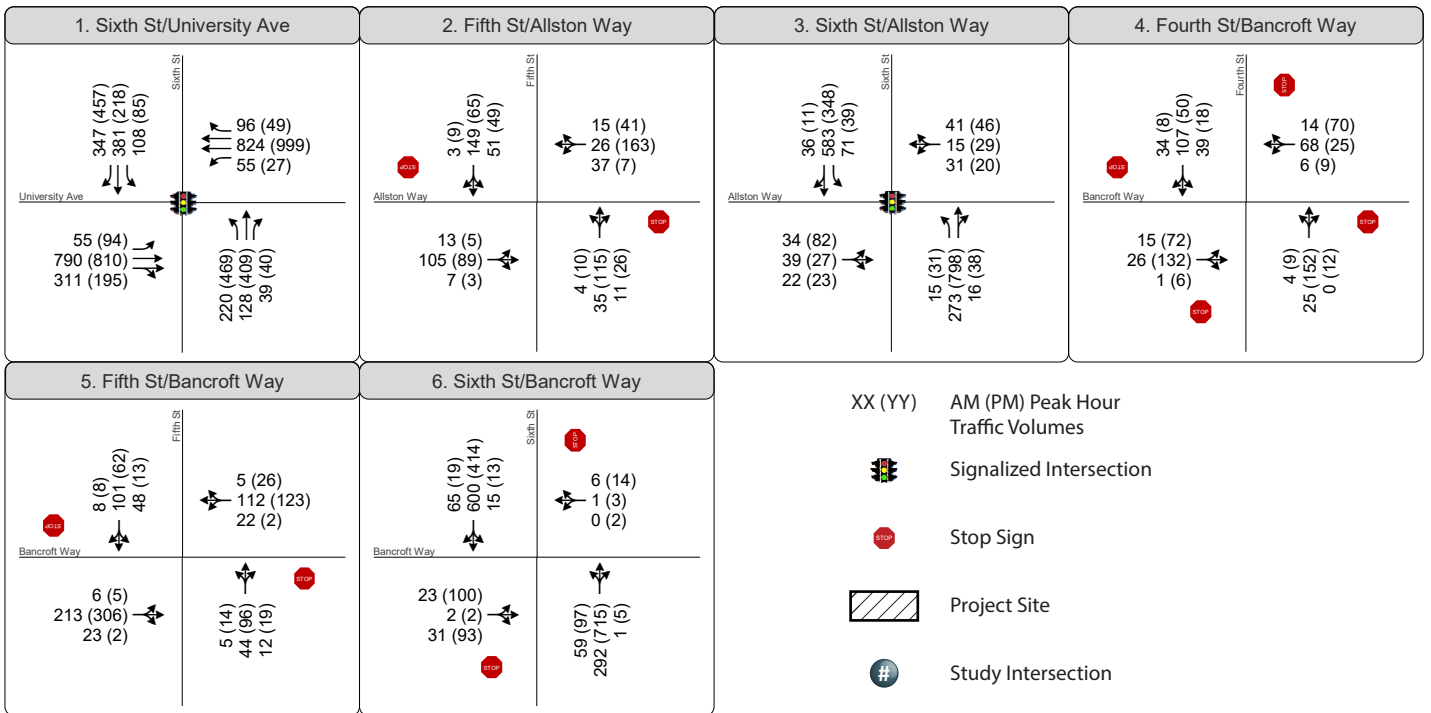 1. Sixth St/University Ave
Sixth St
347 (457)
381 (218)
108 (85)
96 (49)
824 (999)
55 (27)
University Ave
55 (94)
790 (810)
311 (195)
220 (469)
128 (409)
39 (40)
2. Fifth St/Allston Way
Fifth St
3 (9)
149 (65)
51 (49)
15 (41)
26 (163)
37 (7)
STOP
Allston Way
STOP
13 (5)
105 (89)
7 (3)
4 (10)
35 (115)
11 (26)
3. Sixth St/Allston Way
Sixth St
36 (11)
583 (348)
71 (39)
41 (46)
15 (29)
31 (20)
Allston Way
34 (82)
39 (27)
22 (23)
15 (31)
273 (798)
16 (38)
4. Fourth St/Bancroft Way
Fourth St
STOP
34 (8)
107 (50)
39 (18)
14 (70)
68 (25)
6 (9)
STOP
Bancroft Way
STOP
15 (72)
26 (132)
1 (6)
4 (9)
25 (152)
0 (12)
STOP
5. Fifth St/Bancroft Way
Fifth St
8 (8)
101 (62)
48 (13)
5 (26)
112 (123)
22 (2)
STOP
Bancroft Way
STOP
6 (5)
213 (306)
23 (2)
5 (14)
44 (96)
12 (19)
6. Sixth St/Bancroft Way
Sixth St
STOP
65 (19)
600 (414)
15 (13)
6 (14)
1 (3)
0 (2)
Bancroft Way
23 (100)
2 (2)
31 (93)
59 (97)
292 (715)
1 (5)
STOP
XX (YY) AM (PM) Peak Hour
Traffic Volumes
Signalized Intersection
STOP Stop Sign
Project Site
# Study Intersection